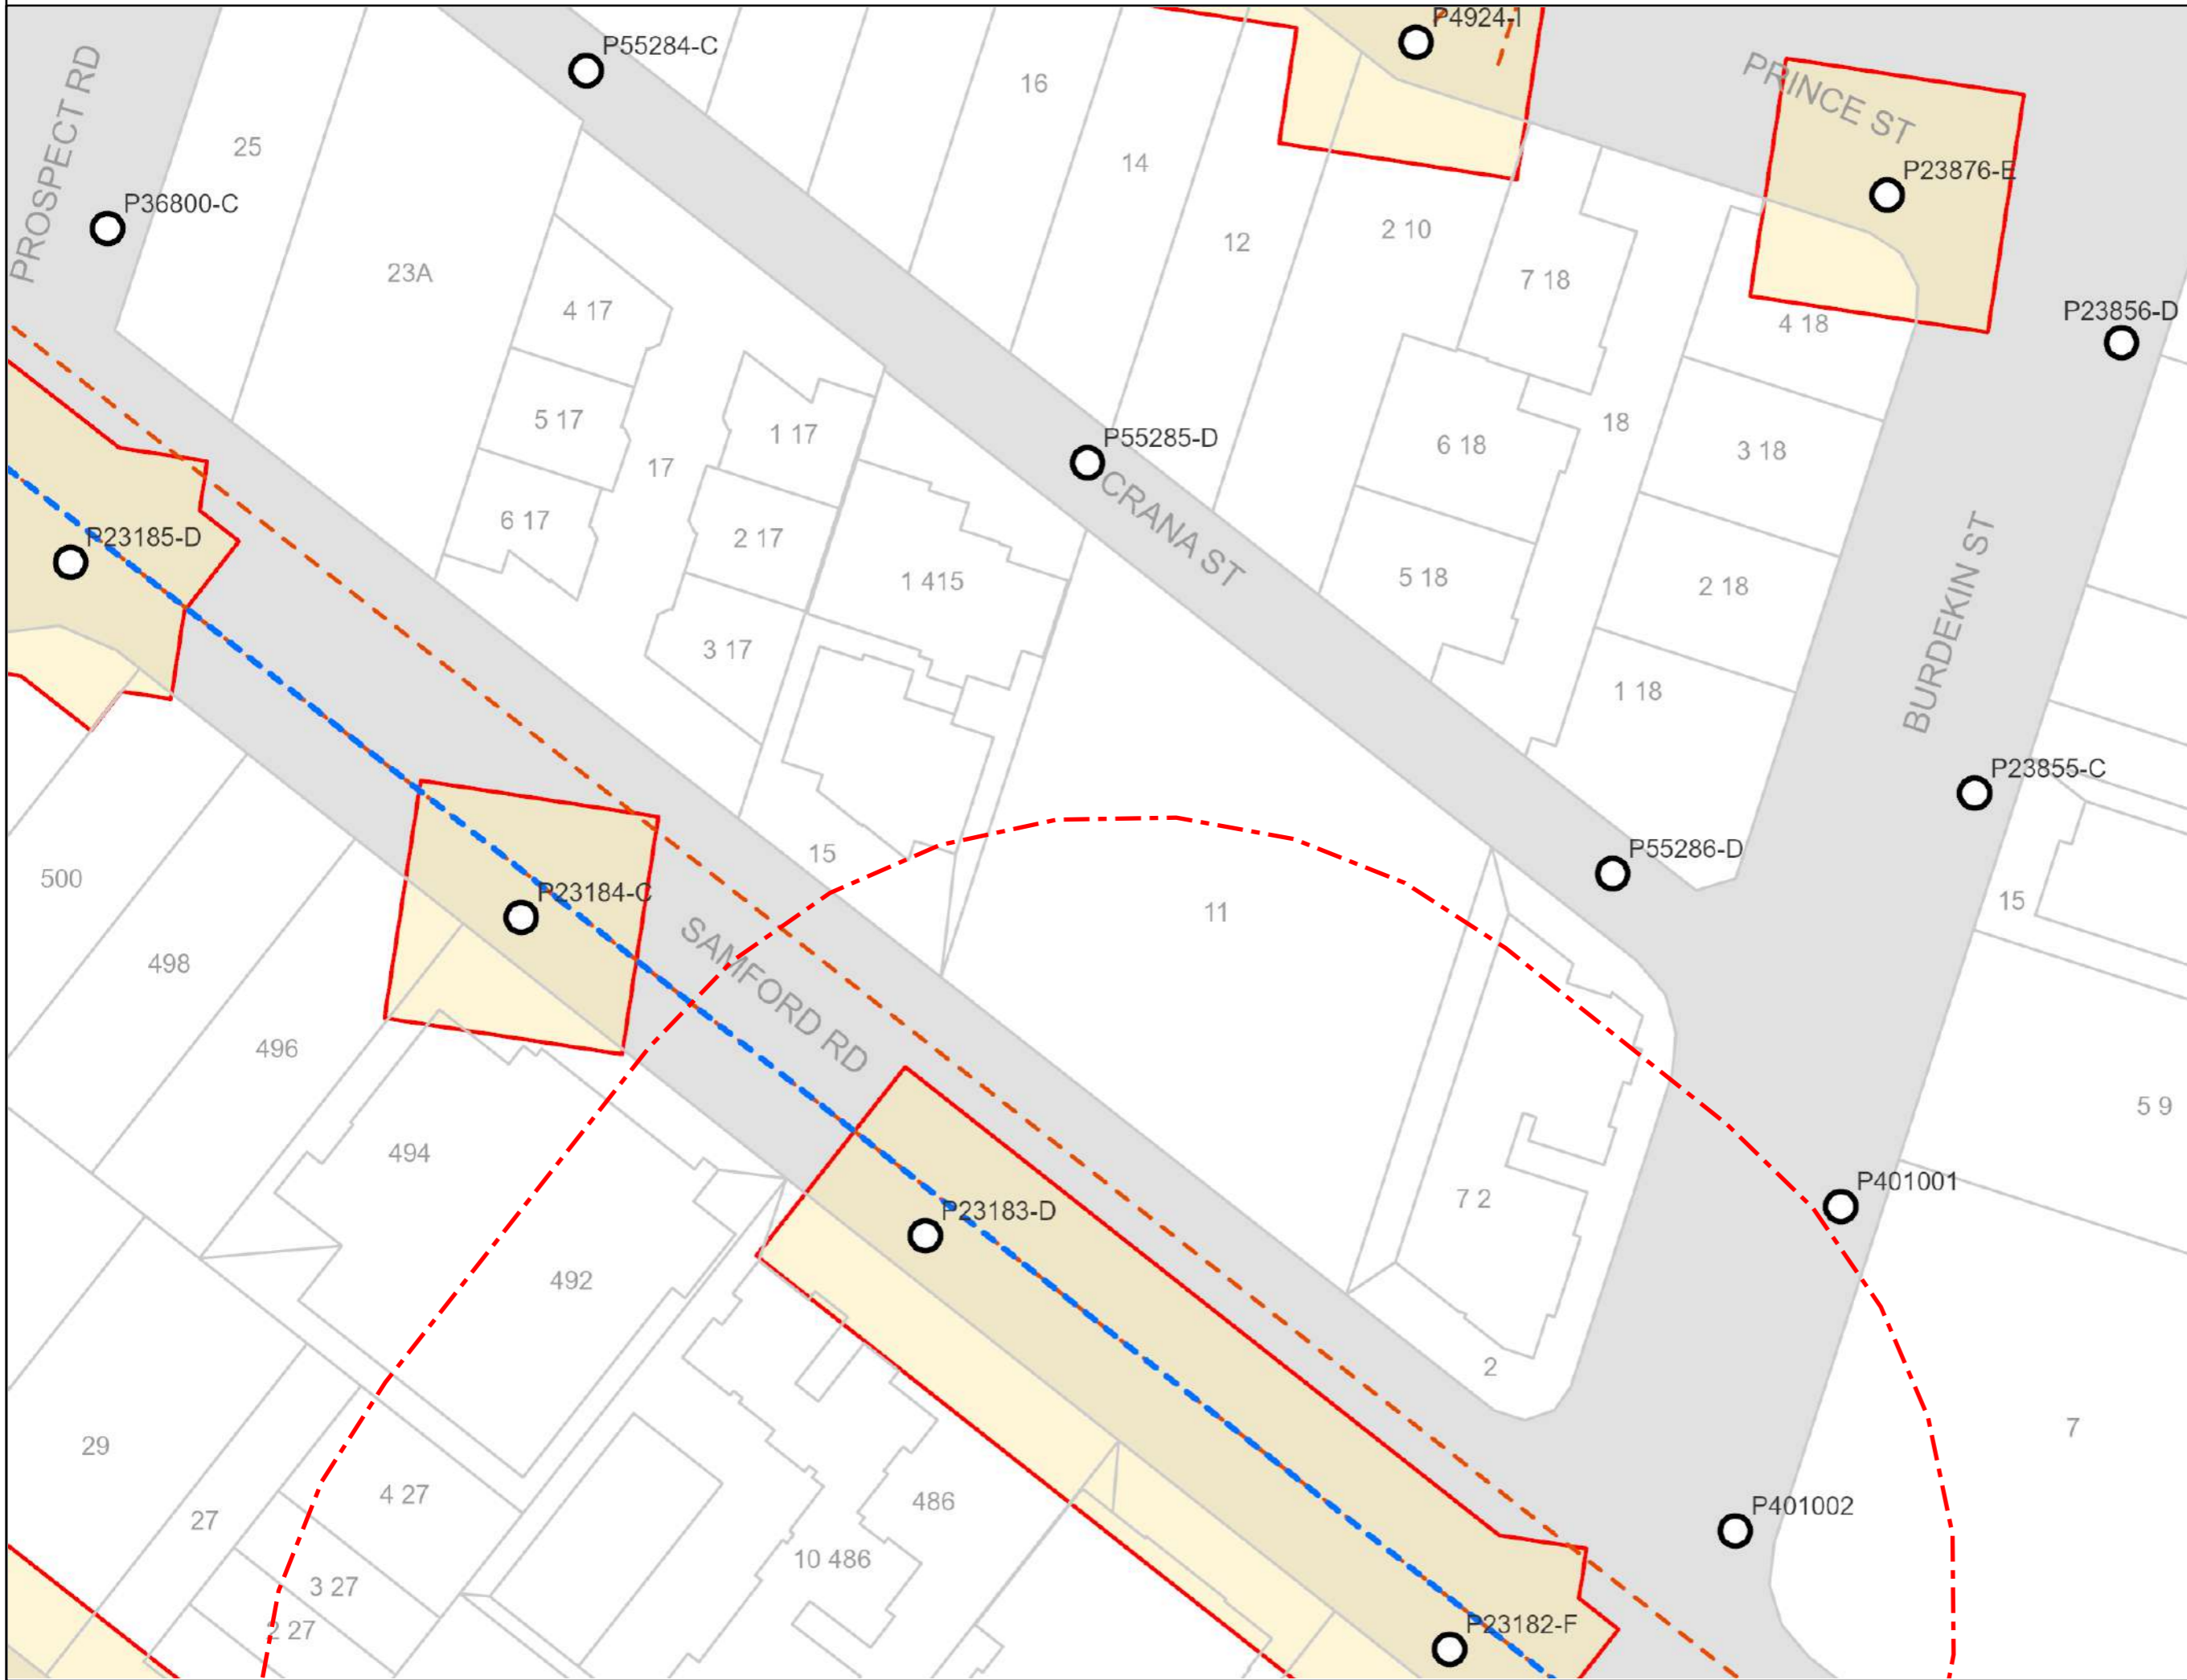 P4924-I
P55284-C
PROSPECT RD
PRINCE ST
16
25
14
P23876-E
P36800-C
2 10
12
23A
7 18
4 17
P23856-D
4 18
5 17
18
1 17
P55285-D
6 18
3 18
17
CRANA ST
6 17
P23185-D
2 17
1 415
5 18
2 18
BURDEKIN ST
3 17
1 18
P23855-C
P55286-D
15
500
P23184-C
15
11
498
SAMFORD RD
496
5 9
494
P401001
7 2
P23183-D
492
2
7
29
4 27
486
P401002
27
10 486
3 27
2 27
P23182-F